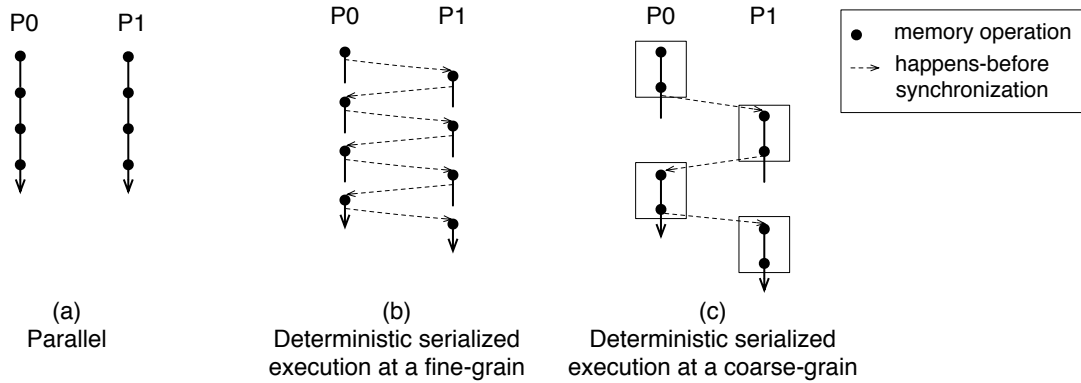 P0 P1
P0 P1
P0 P1
memory operation
happens-before
synchronization
(a)
Parallel
(b)
Deterministic serialized
execution at a fine-grain
(c)
Deterministic serialized
execution at a coarse-grain